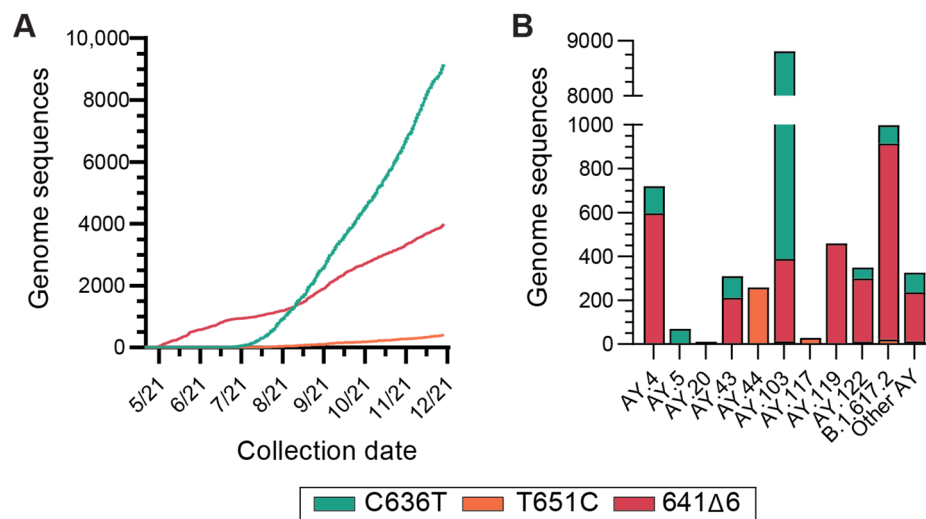 A
Genome sequences
10,000
8000
6000
4000
2000
0
5/21 6/21 7/21 8/21 9/21 10/21 11/21 12/21
Collection date
B
Genome sequences
9000
8000
1000
800
600
400
200
0
AY.4 AY.5 AY.20 AY.43 AY.44 AY.103 AY.117 AY.119 AY.122 B.1.617.2 Other AY
C636T T651C 641Δ6